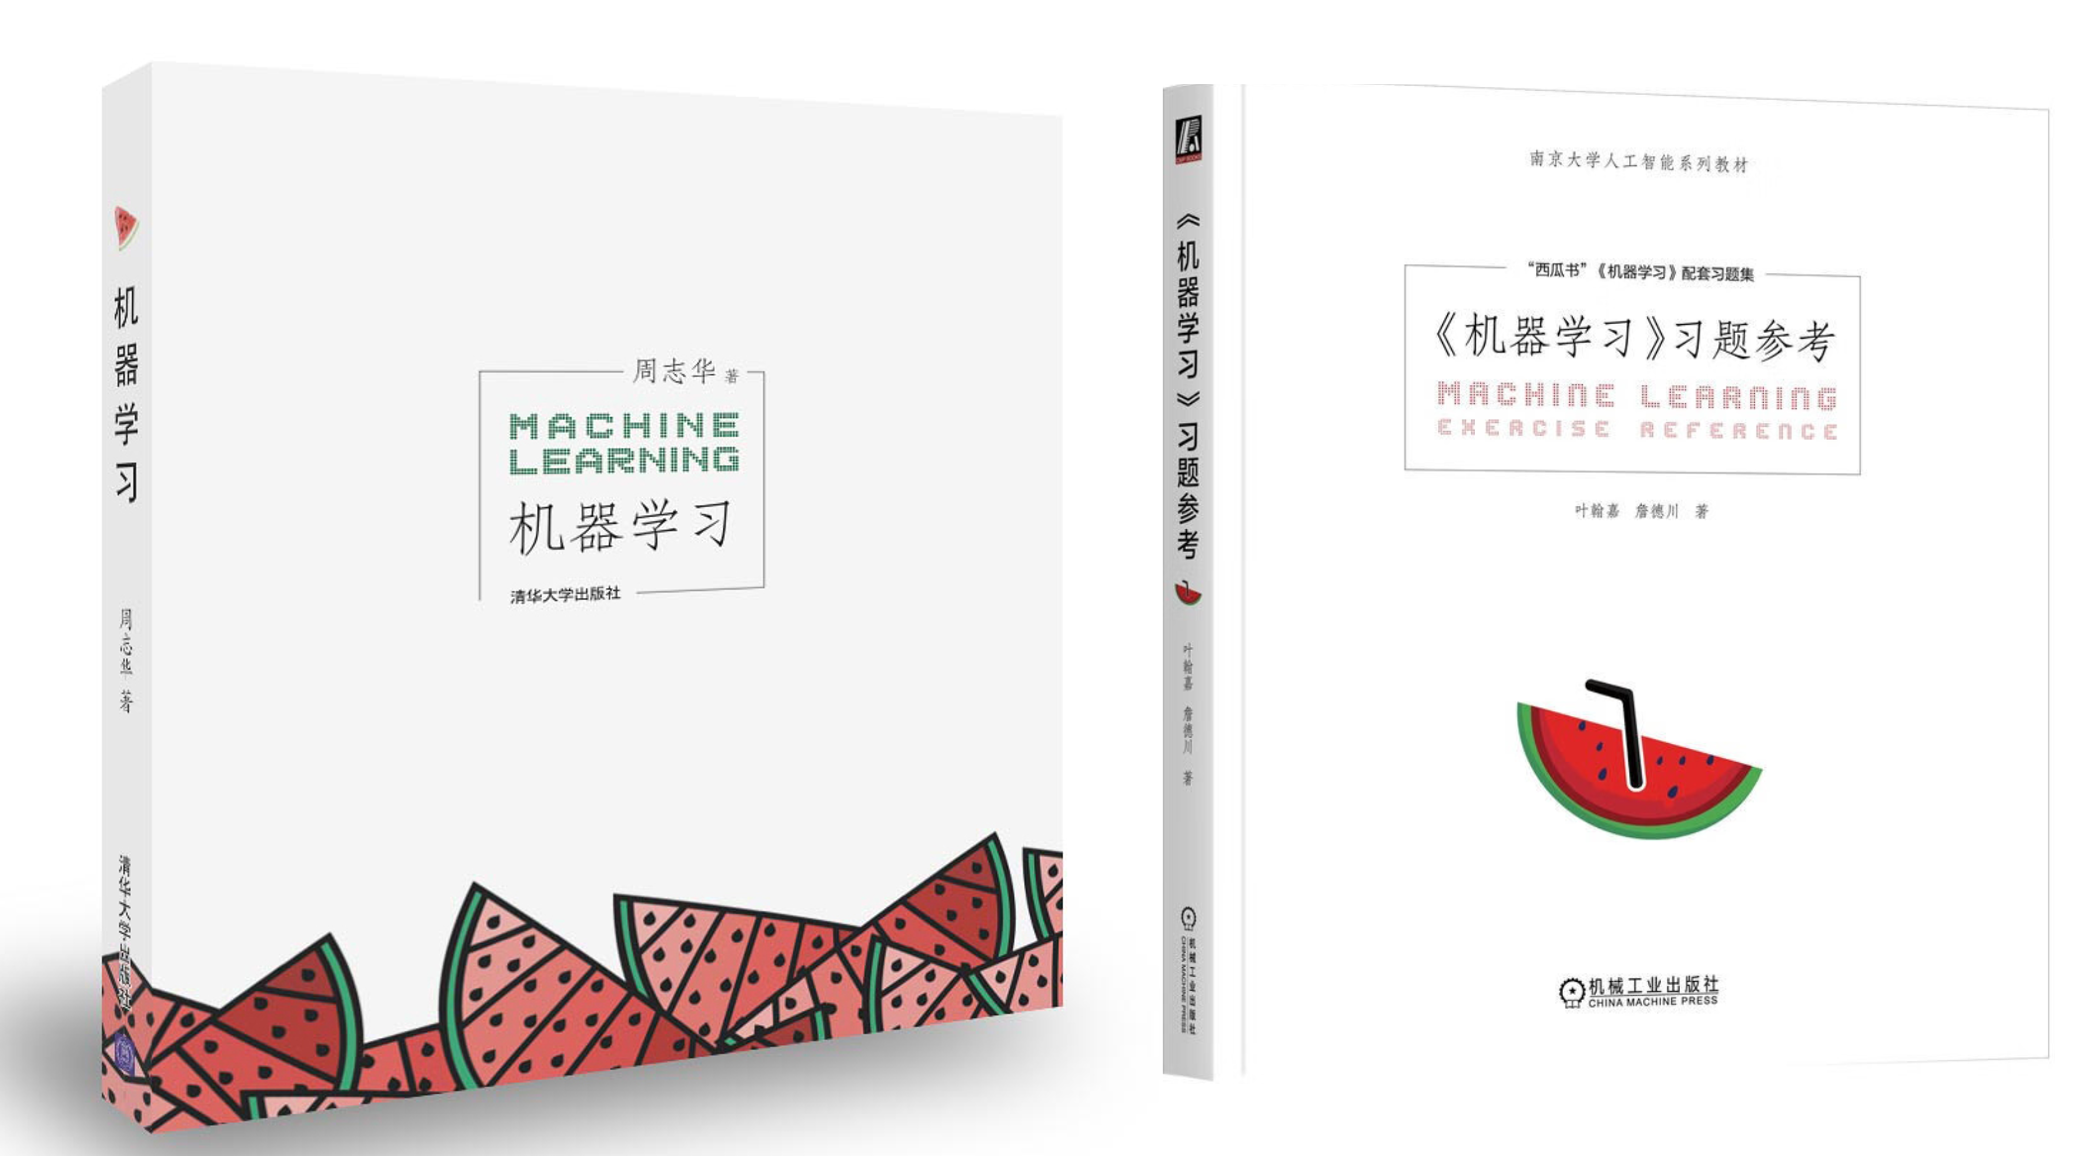 机器学习
周志华 著
清华大学出版社
周志华 著
MACHINE
LEARNING
机器学习
清华大学出版社
《机器学习》习题参考
叶翰嘉 詹德川 著
机械工业出版社
CHINA MACHINE PRESS
南京大学人工智能系列教材
“西瓜书”《机器学习》配套习题集
《机器学习》习题参考
MACHINE LEARNING
EXERCISE REFERENCE
叶翰嘉 詹德川 著
机械工业出版社
CHINA MACHINE PRESS